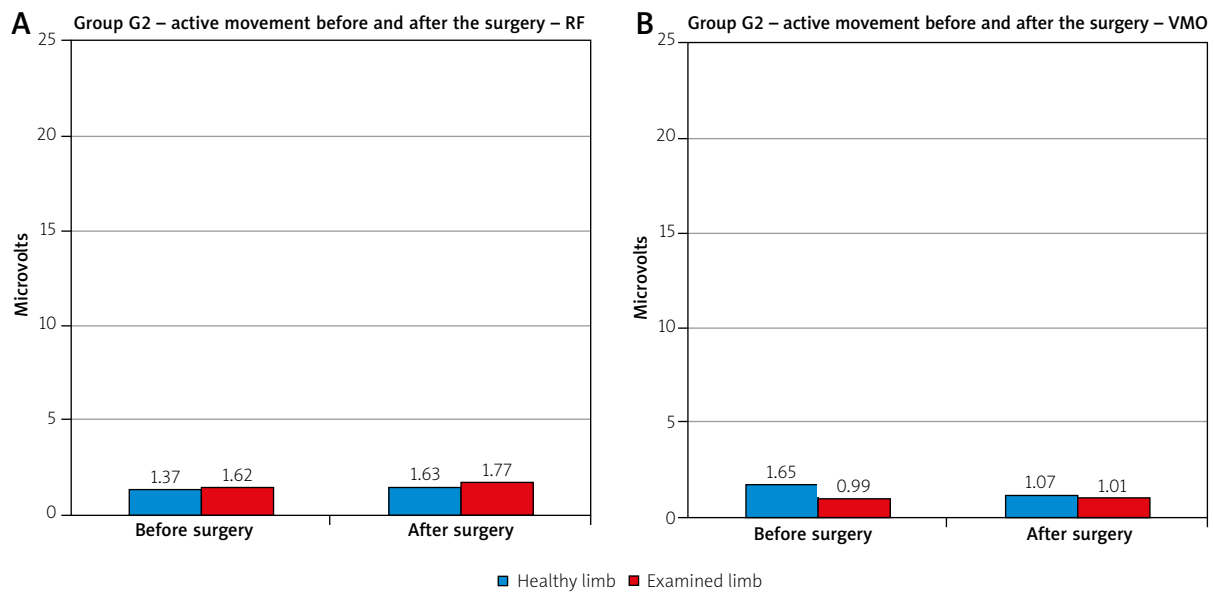 A
Group G2 – active movement before and after the surgery – RF
25
20
15
10
5
0
Microvolts
1.37
1.62
1.63
1.77
Before surgery
After surgery
B
Group G2 – active movement before and after the surgery – VMO
25
20
15
10
5
0
Microvolts
1.65
0.99
1.07
1.01
Before surgery
After surgery
Healthy limb
Examined limb